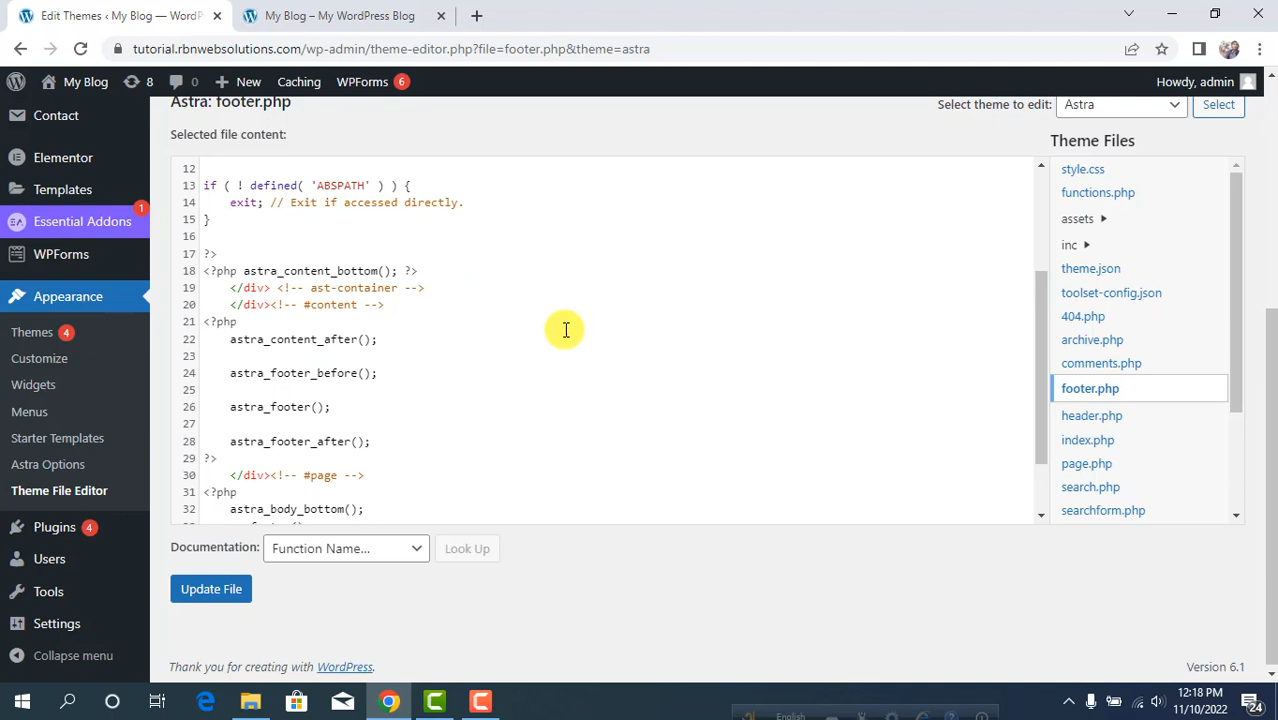 Edit Themes ‹ My Blog — WordP
My Blog – My WordPress Blog
tutorial.rbnwebsolutions.com/wp-admin/theme-editor.php?file=footer.php&theme=astra
My Blog
8
0
New
Caching
WPForms 6
Howdy, admin
Contact
Elementor
Templates
Essential Addons 1
WPForms
Appearance
Themes 4
Customize
Widgets
Menus
Starter Templates
Astra Options
Theme File Editor
Plugins 4
Users
Tools
Settings
Collapse menu
Astra: footer.php
Select theme to edit: Astra Select
Selected file content:
12
13 if ( ! defined( 'ABSPATH' ) ) {
14 exit; // Exit if accessed directly.
15 }
16
17 ?>
18 <?php astra_content_bottom(); ?>
19 </div> <!-- ast-container -->
20 </div><!-- #content -->
21 <?php
22 astra_content_after();
23
24 astra_footer_before();
25
26 astra_footer();
27
28 astra_footer_after();
29 ?>
30 </div><!-- #page -->
31 <?php
32 astra_body_bottom();
Theme Files
style.css
functions.php
assets
inc
theme.json
toolset-config.json
404.php
archive.php
comments.php
footer.php
header.php
index.php
page.php
search.php
searchform.php
Documentation: Function Name... Look Up
Update File
Thank you for creating with WordPress.
Version 6.1
English
12:18 PM
11/10/2022
24